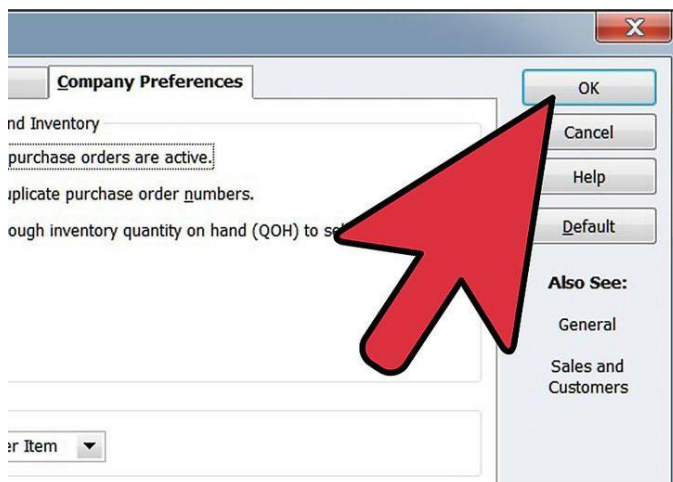 Company Preferences
nd Inventory
purchase orders are active.
uplicate purchase order numbers.
ough inventory quantity on hand (QOH) to
er Item
OK
Cancel
Help
Default
Also See:
General
Sales and
Customers